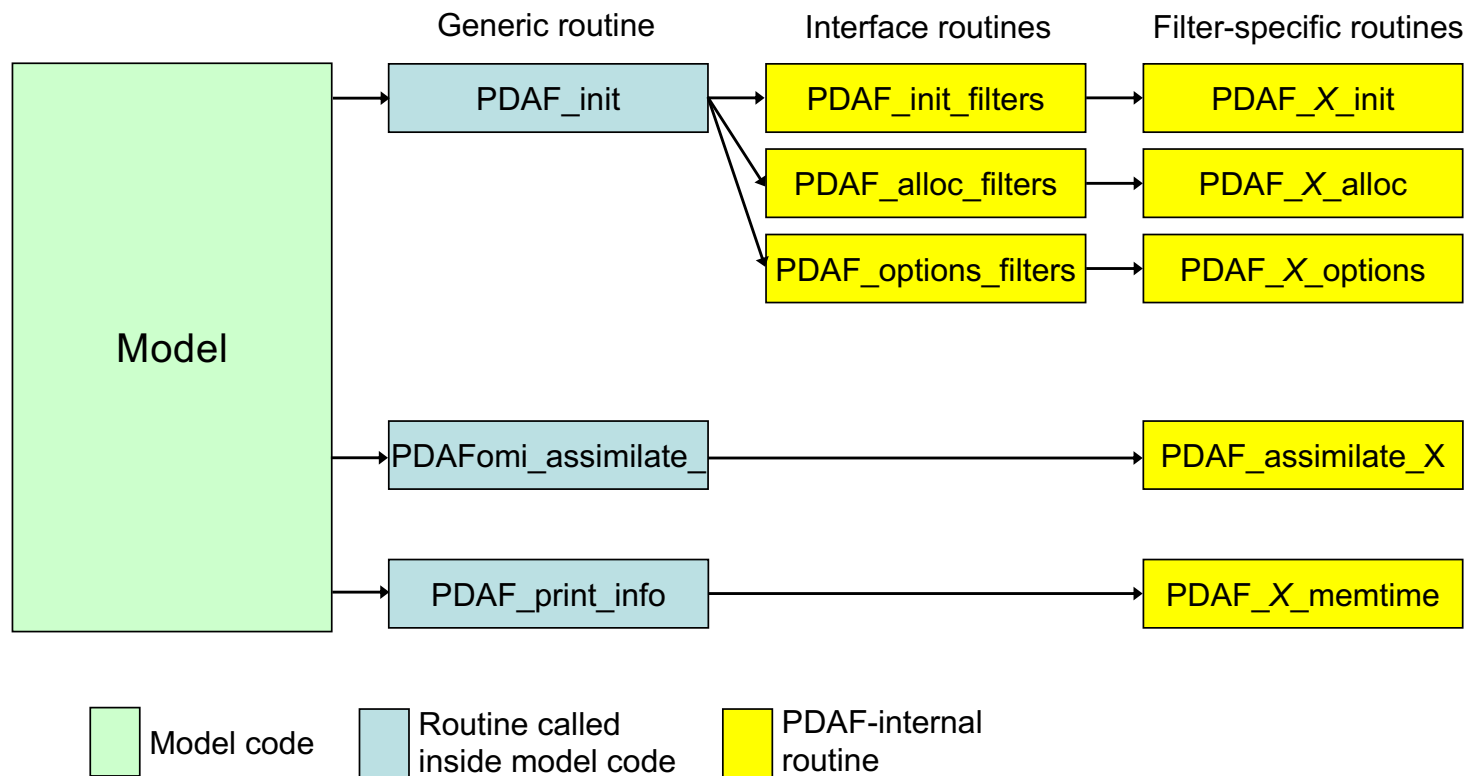 Generic routine
Interface routines
Filter-specific routines
Model
PDAF_init
PDAF_init_filters
PDAF_X_init
PDAF_alloc_filters
PDAF_X_alloc
PDAF_options_filters
PDAF_X_options
PDAFomi_assimilate_
PDAF_assimilate_X
PDAF_print_info
PDAF_X_memtime
Model code
Routine called
inside model code
PDAF-internal
routine